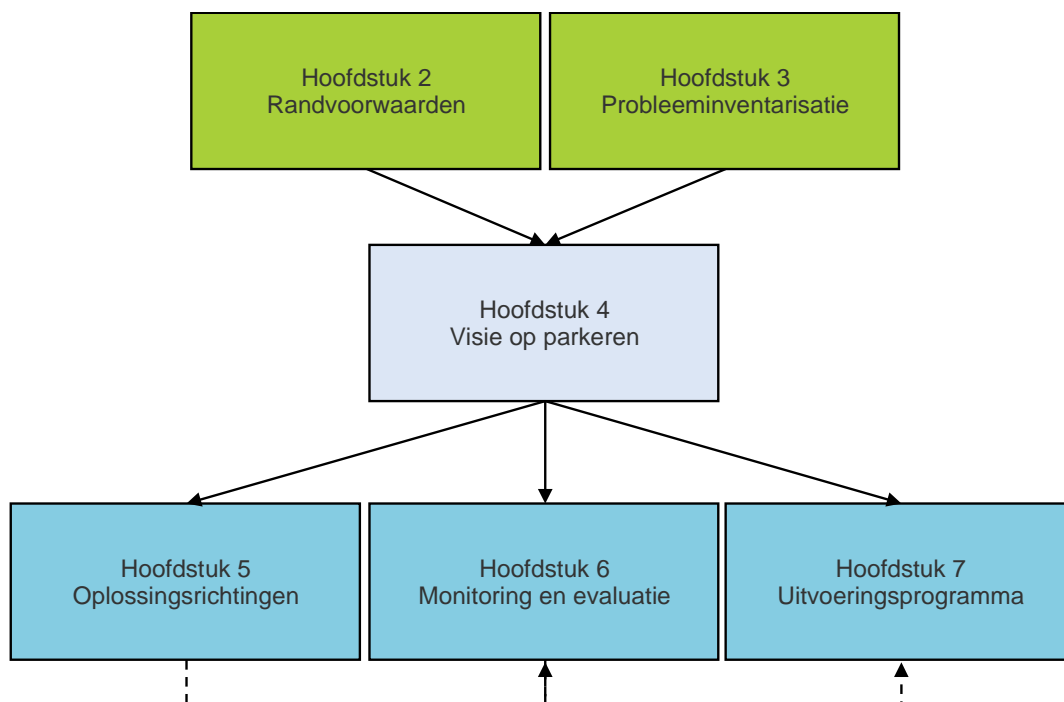 Hoofdstuk 2
Randvoorwaarden
Hoofdstuk 3
Probleeminventarisatie
Hoofdstuk 4
Visie op parkeren
Hoofdstuk 5
Oplossingsrichtingen
Hoofdstuk 6
Monitoring en evaluatie
Hoofdstuk 7
Uitvoeringsprogramma